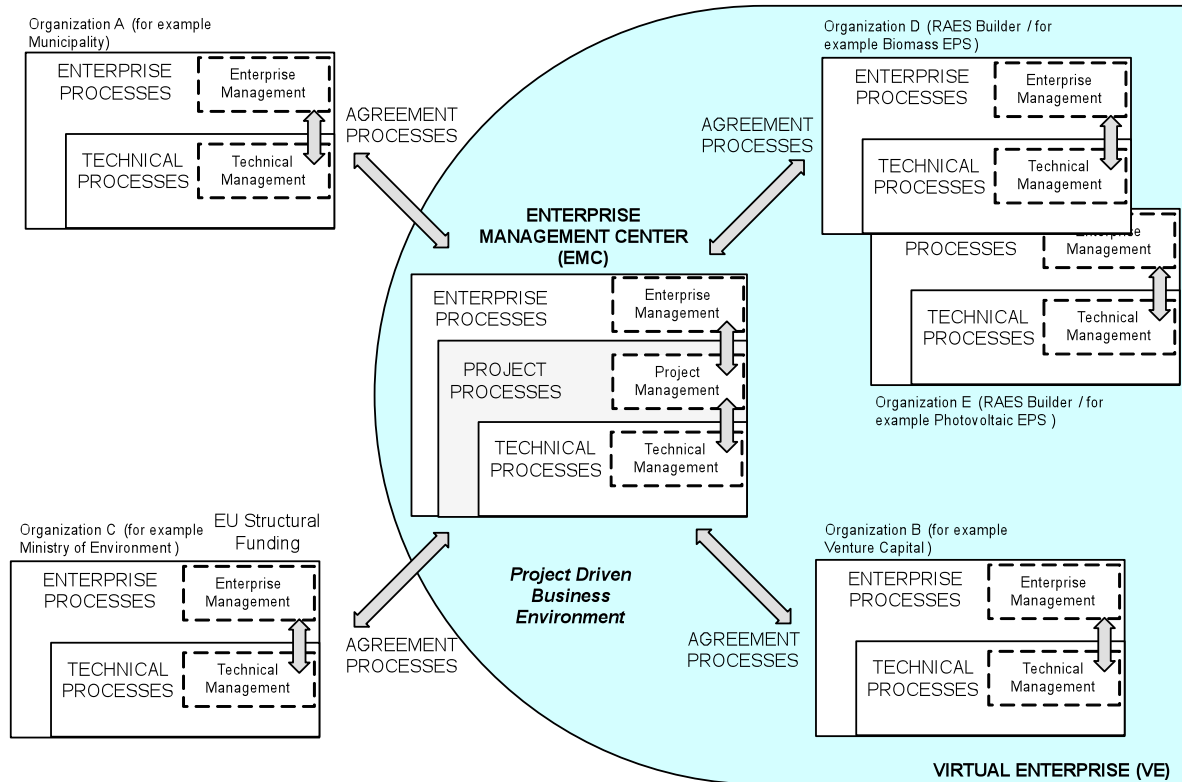 Organization A (for example
Municipality)
ENTERPRISE
PROCESSES
Enterprise
Management
TECHNICAL
PROCESSES
Technical
Management
AGREEMENT
PROCESSES
Organization D (RAES Builder / for
example Biomass EPS)
ENTERPRISE
PROCESSES
Enterprise
Management
TECHNICAL
PROCESSES
Technical
Management
AGREEMENT
PROCESSES
PROCESSES
Enterprise
Management
TECHNICAL
PROCESSES
Technical
Management
Organization E (RAES Builder / for
example Photovoltaic EPS)
ENTERPRISE
MANAGEMENT CENTER
(EMC)
ENTERPRISE
PROCESSES
Enterprise
Management
PROJECT
PROCESSES
Project
Management
TECHNICAL
PROCESSES
Technical
Management
Organization C (for example
Ministry of Environment)
EU Structural
Funding
ENTERPRISE
PROCESSES
Enterprise
Management
TECHNICAL
PROCESSES
Technical
Management
AGREEMENT
PROCESSES
Project Driven
Business
Environment
AGREEMENT
PROCESSES
Organization B (for example
Venture Capital)
ENTERPRISE
PROCESSES
Enterprise
Management
TECHNICAL
PROCESSES
Technical
Management
VIRTUAL ENTERPRISE (VE)